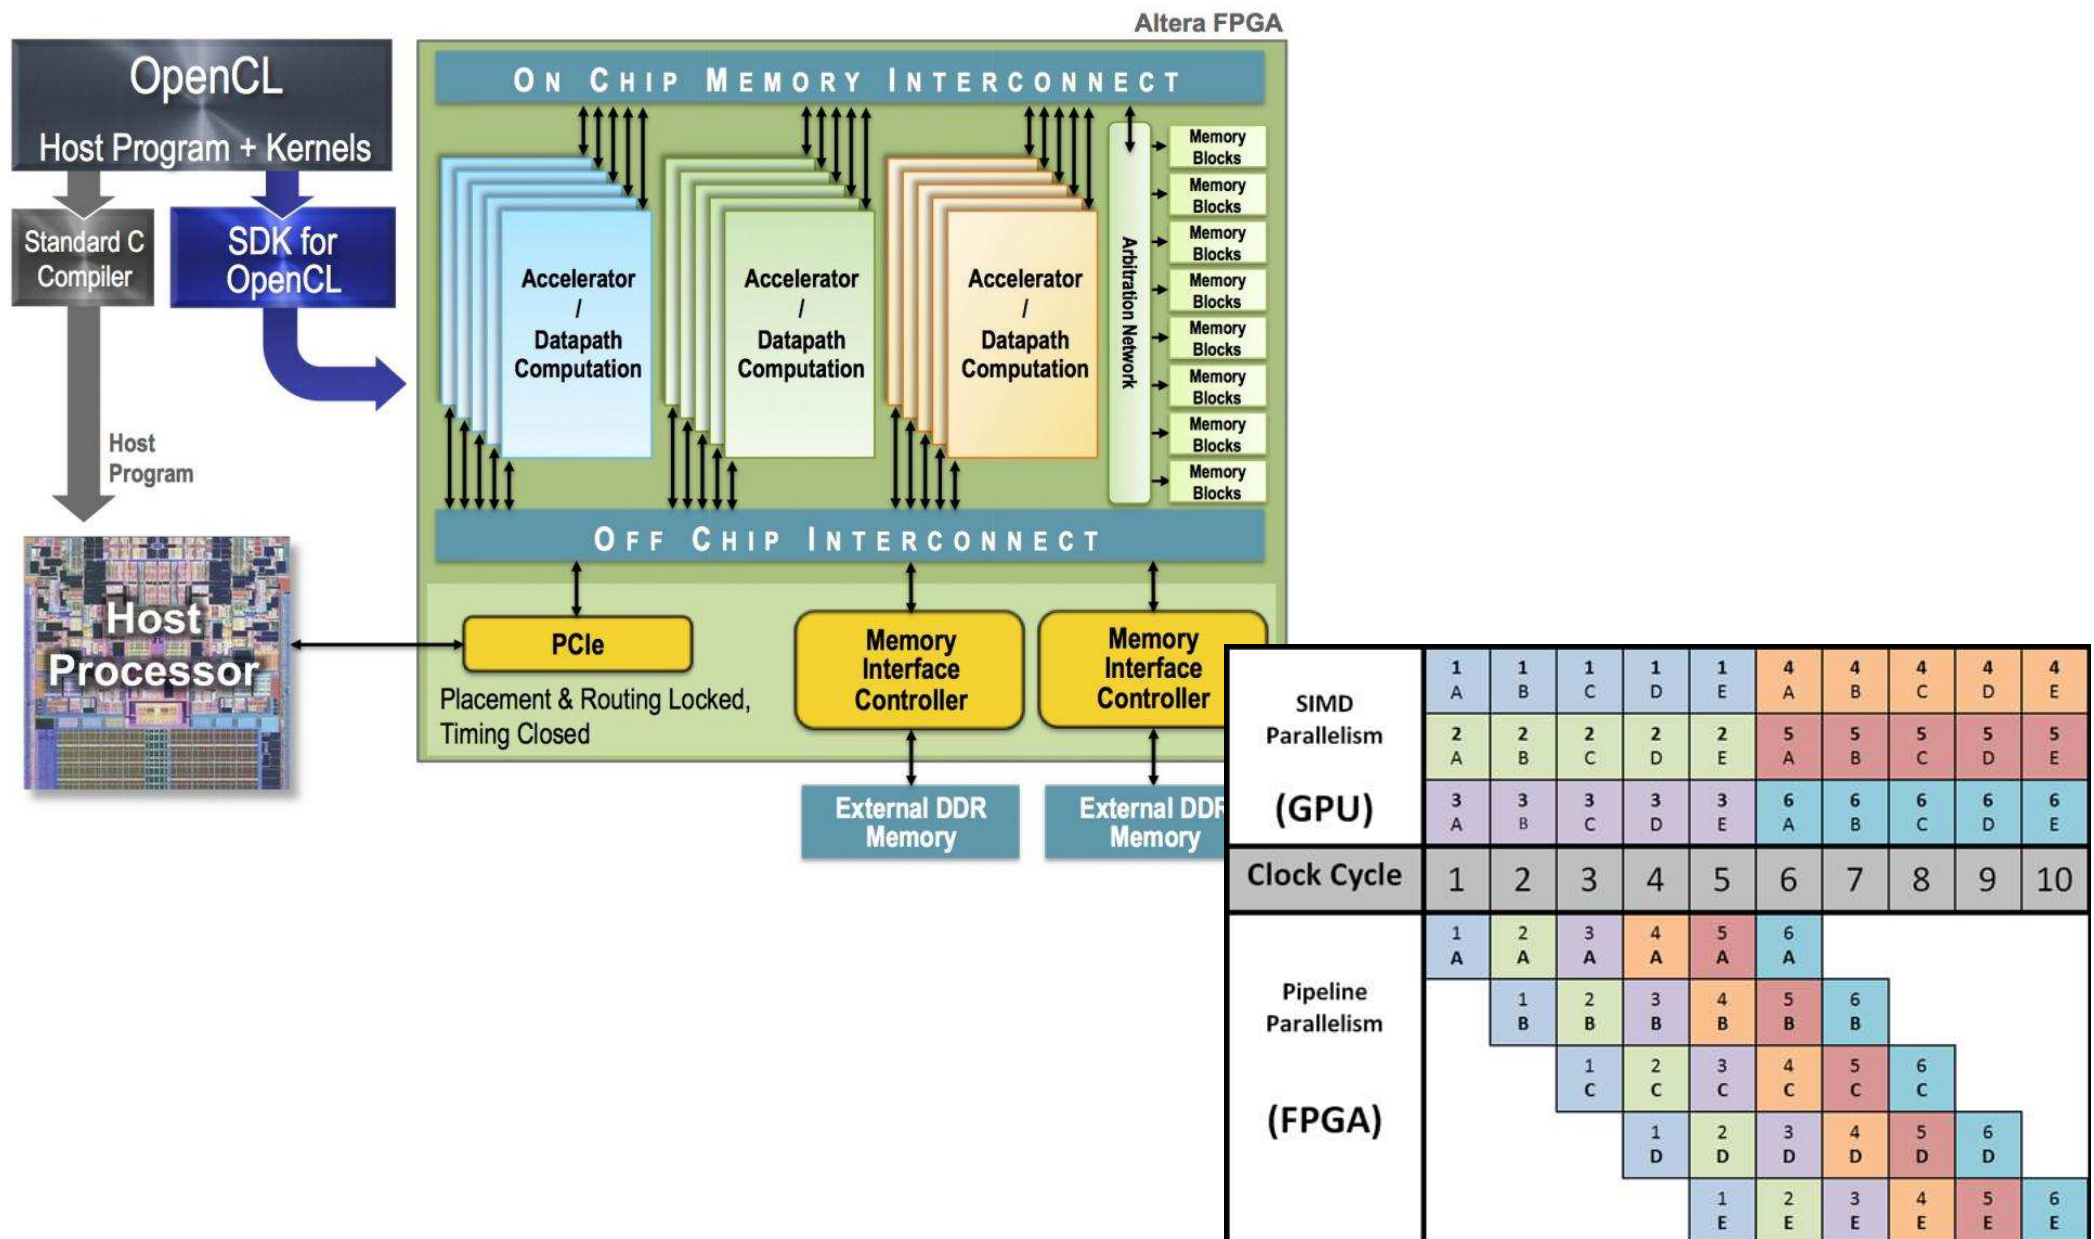 Altera FPGA
OpenCL
Host Program + Kernels
Standard C
Compiler
SDK for
OpenCL
Host
Program
Host
Processor
ON CHIP MEMORY INTERCONNECT
Accelerator
/
Datapath
Computation
Accelerator
/
Datapath
Computation
Accelerator
/
Datapath
Computation
Arbitration Network
Memory
Blocks
Memory
Blocks
Memory
Blocks
Memory
Blocks
Memory
Blocks
Memory
Blocks
Memory
Blocks
Memory
Blocks
OFF CHIP INTERCONNECT
PCIe
Placement & Routing Locked,
Timing Closed
Memory
Interface
Controller
Memory
Interface
Controller
External DDR
Memory
External DDR
Memory
SIMD
Parallelism
(GPU)
1 1 1 1 1 4 4 4 4 4
A B C D E A B C D E
2 2 2 2 2 5 5 5 5 5
A B C D E A B C D E
3 3 3 3 3 6 6 6 6 6
A B C D E A B C D E
Clock Cycle 1 2 3 4 5 6 7 8 9 10
Pipeline
Parallelism
(FPGA)
1 2 3 4 5 6
A A A A A A
1 2 3 4 5 6
B B B B B B
1 2 3 4 5 6
C C C C C C
1 2 3 4 5 6
D D D D D D
1 2 3 4 5 6
E E E E E E